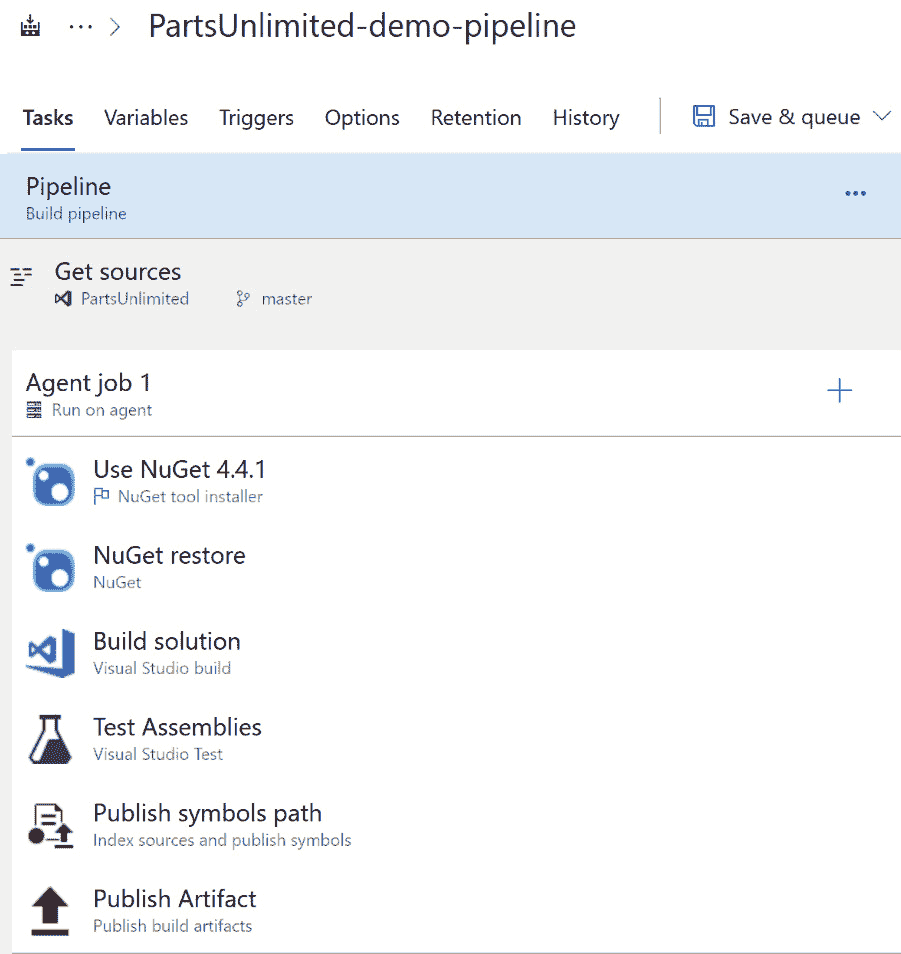 PartsUnlimited-demo-pipeline
Tasks Variables Triggers Options Retention History Save & queue
Pipeline
Build pipeline
Get sources
PartsUnlimited master
Agent job 1
Run on agent
Use NuGet 4.4.1
NuGet tool installer
NuGet restore
NuGet
Build solution
Visual Studio build
Test Assemblies
Visual Studio Test
Publish symbols path
Index sources and publish symbols
Publish Artifact
Publish build artifacts